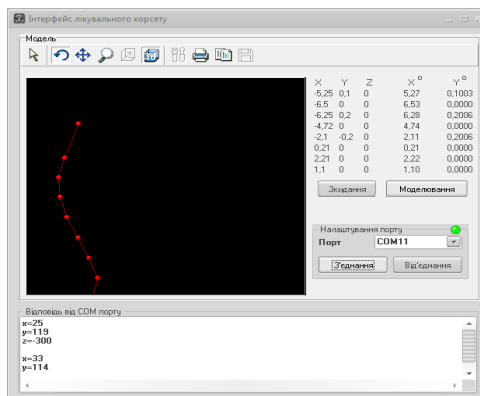 Інтерфейс лікувального корсету
Модель
X Y Z X ° Y °
-5,25 0,1 0 5,27 0,1003
-6,5 0 0 6,53 0,0000
-6,25 0,2 0 6,28 0,2006
-4,72 0 0 4,74 0,0000
-2,1 -0,2 0 2,11 0,2006
0,21 0 0 0,21 0,0000
2,21 0 0 2,22 0,0000
1,1 0 0 1,10 0,0000
Зкидання Моделювання
Налаштування порту
Порт COM11
З'єднання Від'єднання
Відповідь від COM порту
x=25
y=119
z=-300
x=33
y=114